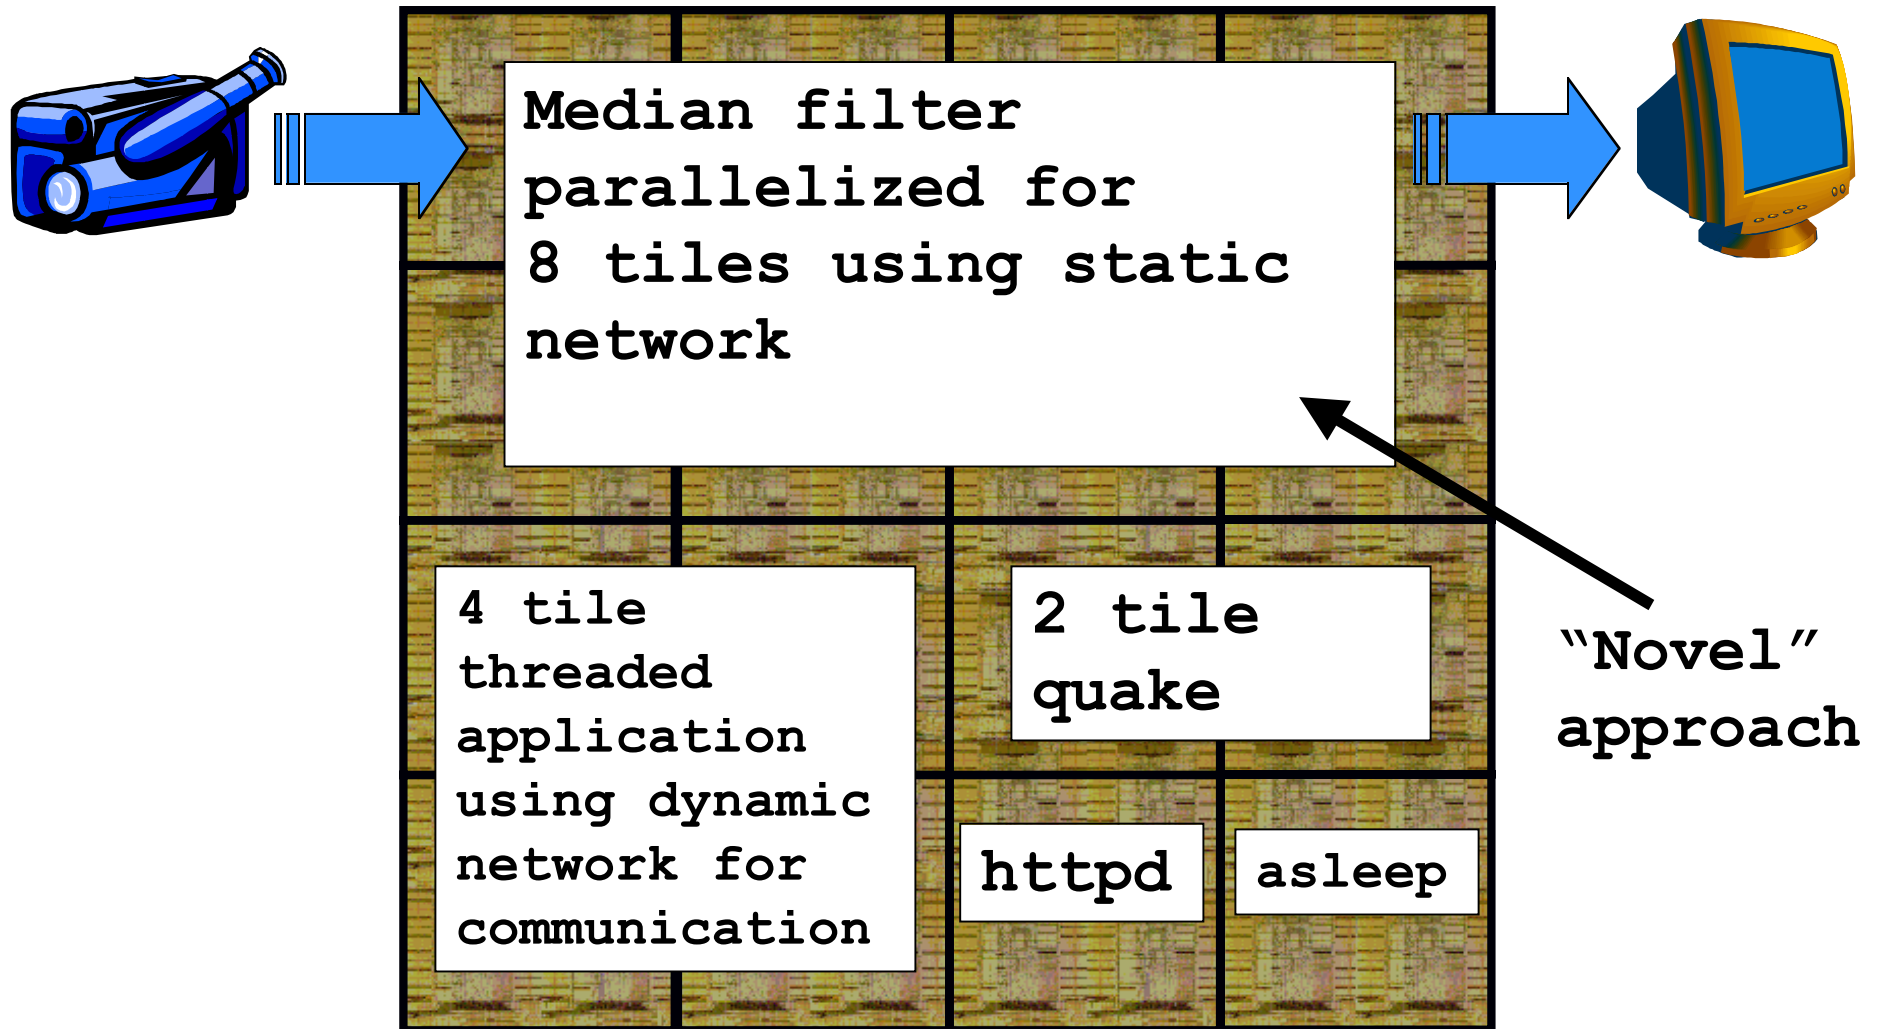 Median filter
parallelized for
8 tiles using static
network
4 tile
threaded
application
using dynamic
network for
communication
2 tile
quake
httpd
asleep
“Novel”
approach